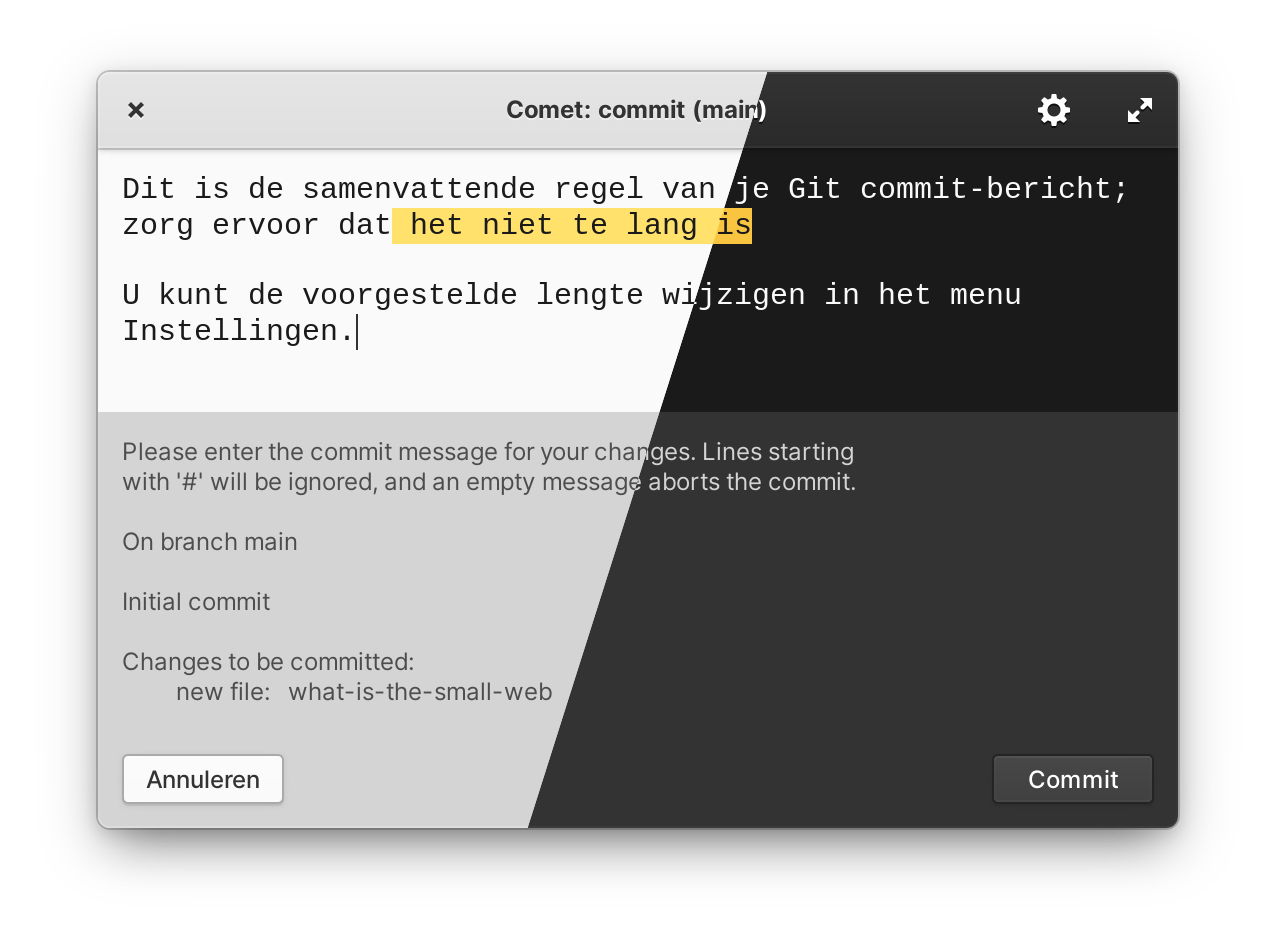 Comet: commit (main)
Dit is de samenvattende regel van je Git commit-bericht;
zorg ervoor dat het niet te lang is
U kunt de voorgestelde lengte wijzigen in het menu
Instellingen.
Please enter the commit message for your changes. Lines starting
with '#' will be ignored, and an empty message aborts the commit.
On branch main
Initial commit
Changes to be committed:
new file: what-is-the-small-web
Annuleren
Commit